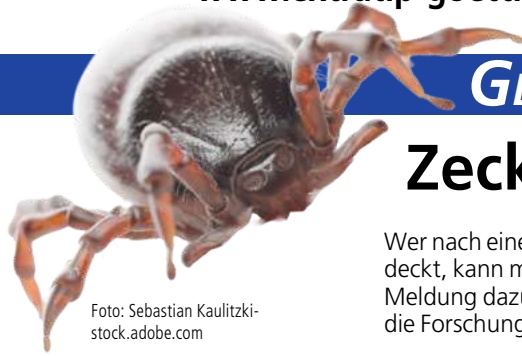 Zeck
Wer nach eine
deckt, kann m
Meldung dazu
die Forschung
Foto: Sebastian Kaulitzki-
stock.adobe.com